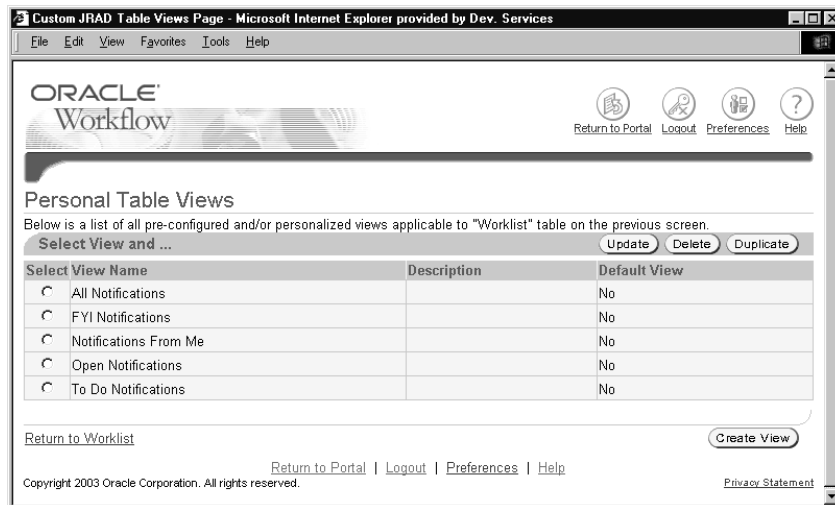 Custom JRAD Table Views Page - Microsoft Internet Explorer provided by Dev. Services
File Edit View Favorites Tools Help
ORACLE
Workflow
Return to Portal Logout Preferences Help
Personal Table Views
Below is a list of all pre-configured and/or personalized views applicable to "Worklist" table on the previous screen.
Select View and ... Update Delete Duplicate
Select View Name Description Default View
All Notifications No
FYI Notifications No
Notifications From Me No
Open Notifications No
To Do Notifications No
Return to Worklist Create View
Return to Portal | Logout | Preferences | Help
Copyright 2003 Oracle Corporation. All rights reserved. Privacy Statement